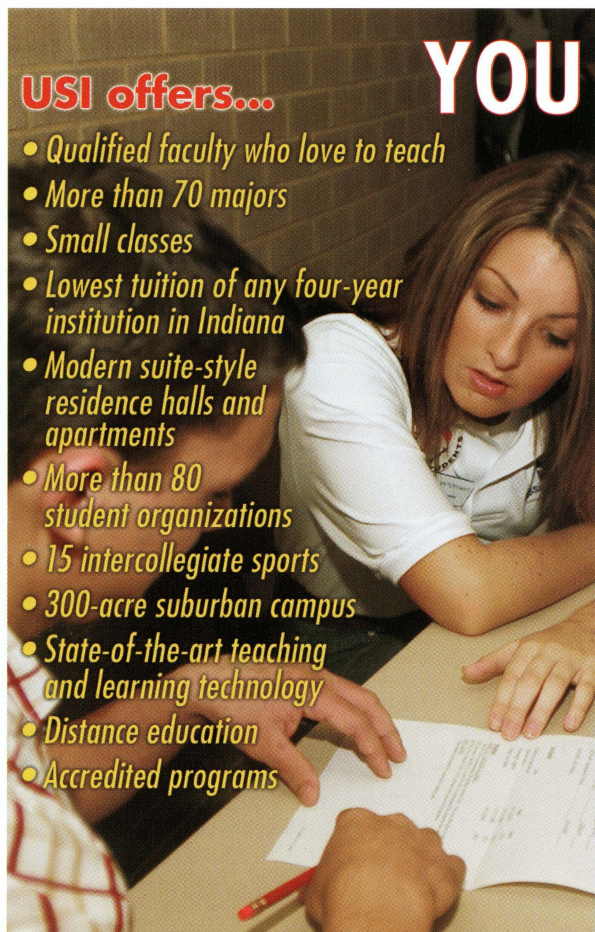 YOU
USI offers...
• Qualified faculty who love to teach
• More than 70 majors
• Small classes
• Lowest tuition of any four-year
institution in Indiana
• Modern suite-style
residence halls and
apartments
• More than 80
student organizations
• 15 intercollegiate sports
• 300-acre suburban campus
• State-of-the-art teaching
and learning technology
• Distance education
• Accredited programs